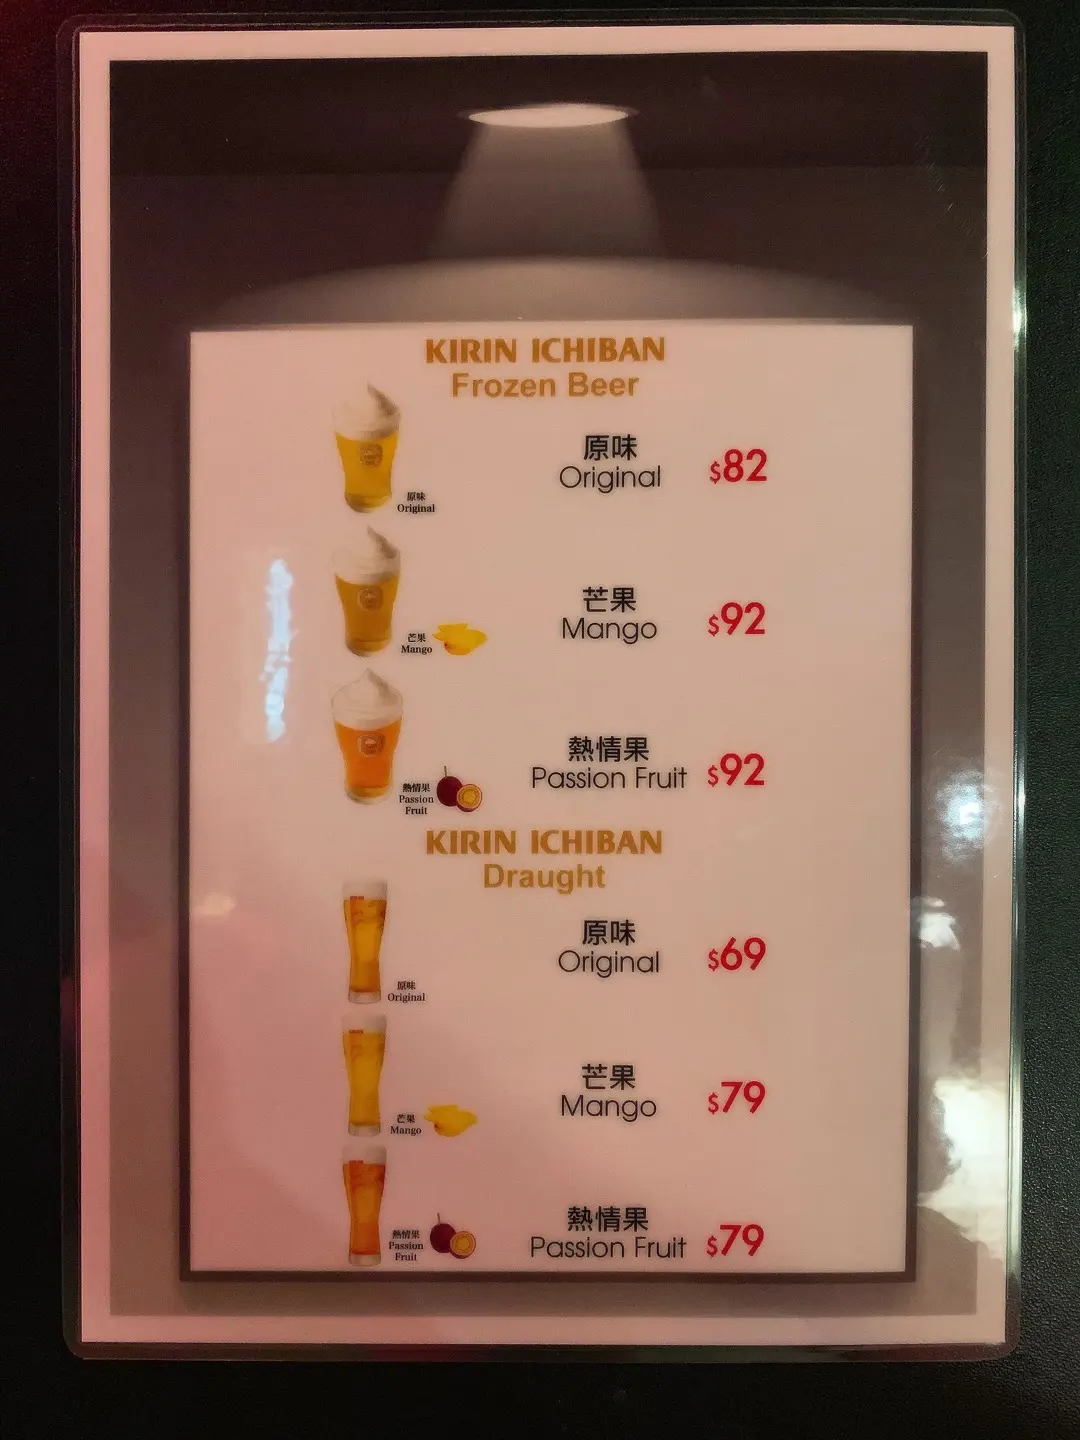 KIRIN ICHIBAN
Frozen Beer
原味
Original
原味
Original
$82
芒果
Mango
芒果
Mango
$92
熱情果
Passion
Fruit
熱情果
Passion Fruit
$92
KIRIN ICHIBAN
Draught
原味
Original
原味
Original
$69
芒果
Mango
芒果
Mango
$79
熱情果
Passion
Fruit
熱情果
Passion Fruit
$79